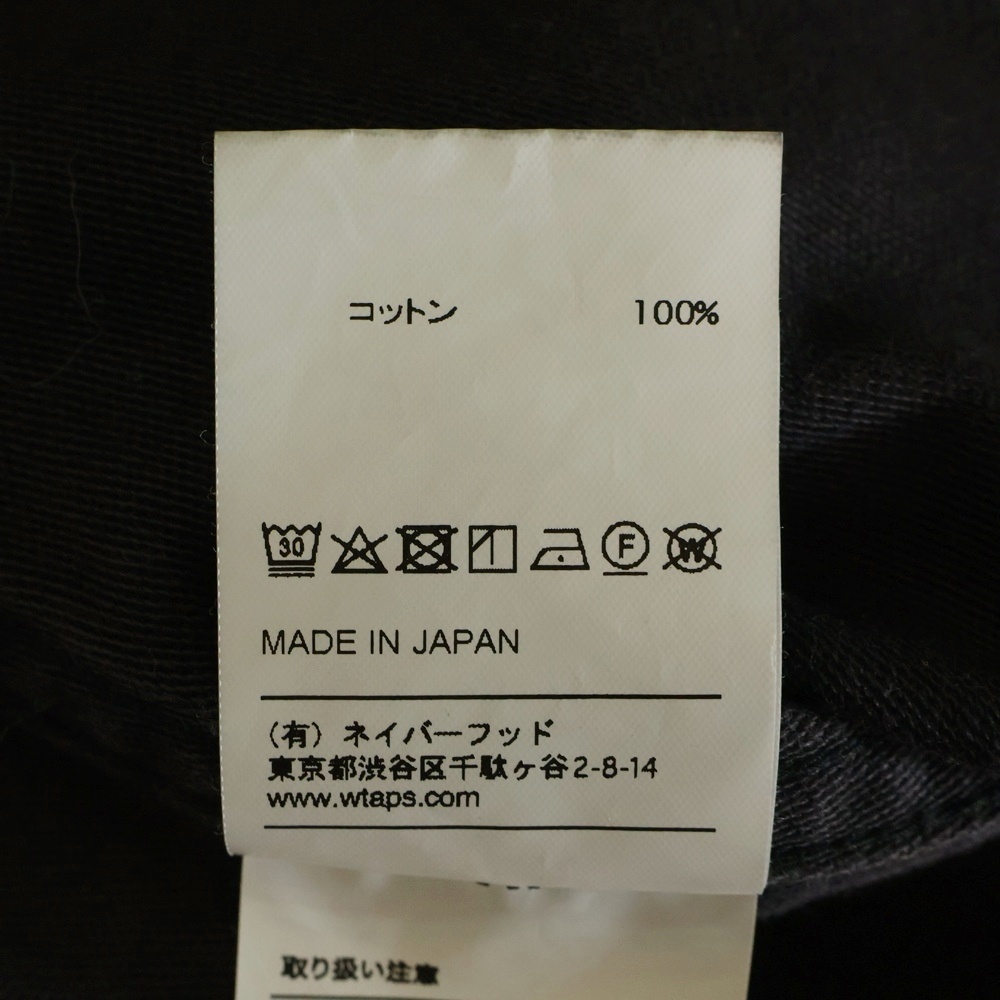 コットン 100%
30 F W
MADE IN JAPAN
(有) ネイバーフッド
東京都渋谷区千駄ヶ谷2-8-14
www.wtaps.com
取り扱い注意